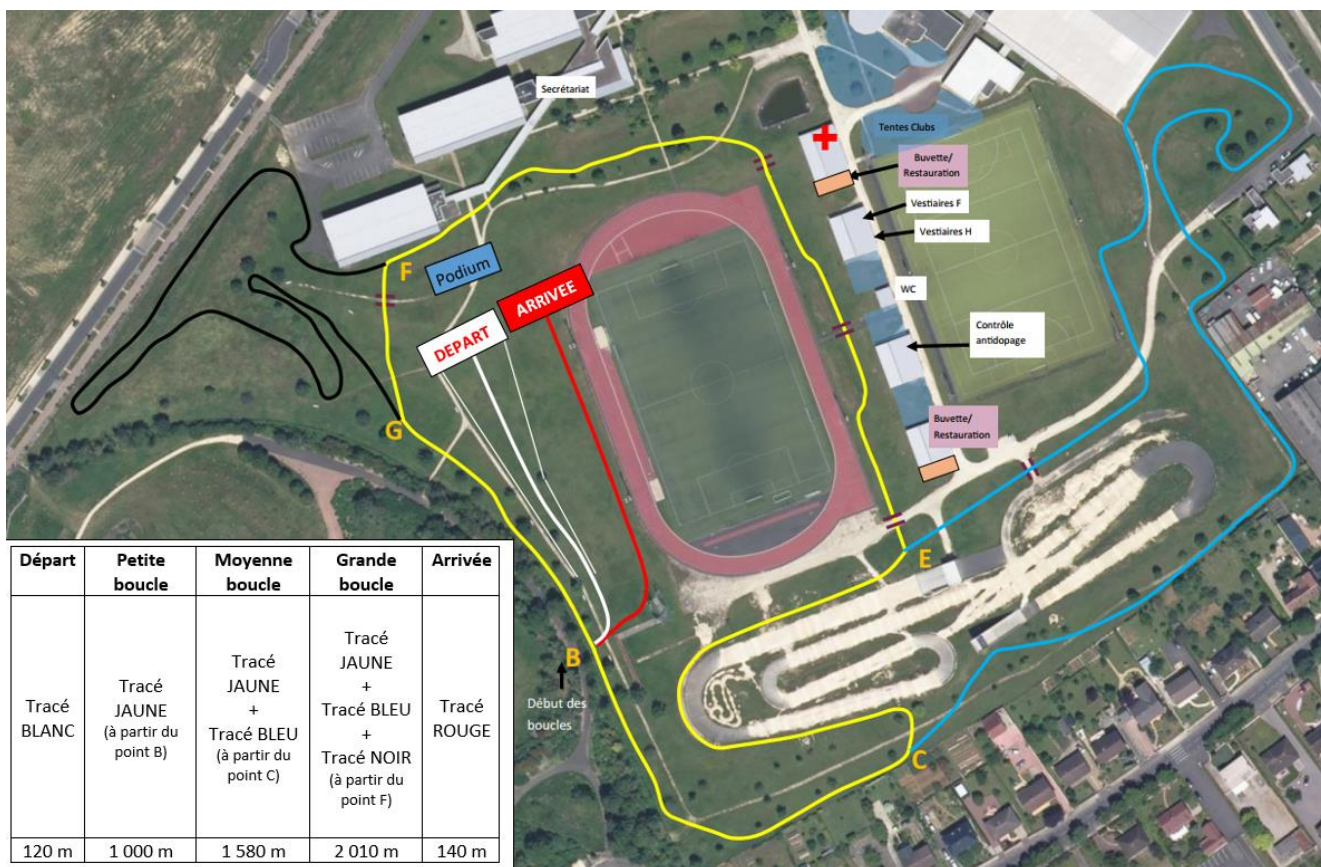 Secrétariat
Tentes Clubs
Buvette/
Restauration
Vestiaires F
Vestiaires H
F
Podium
ARRIVEE
WC
DEPART
Contrôle
antidopage
G
Buvette/
Restauration
E
B
Début des
boucles
C
Départ
Petite
boucle
Moyenne
boucle
Grande
boucle
Arrivée
Tracé
BLANC
Tracé
JAUNE
(à partir du
point B)
Tracé
JAUNE
+
Tracé BLEU
(à partir du
point C)
Tracé
JAUNE
+
Tracé BLEU
+
Tracé NOIR
(à partir du
point F)
Tracé
ROUGE
120 m
1 000 m
1 580 m
2 010 m
140 m